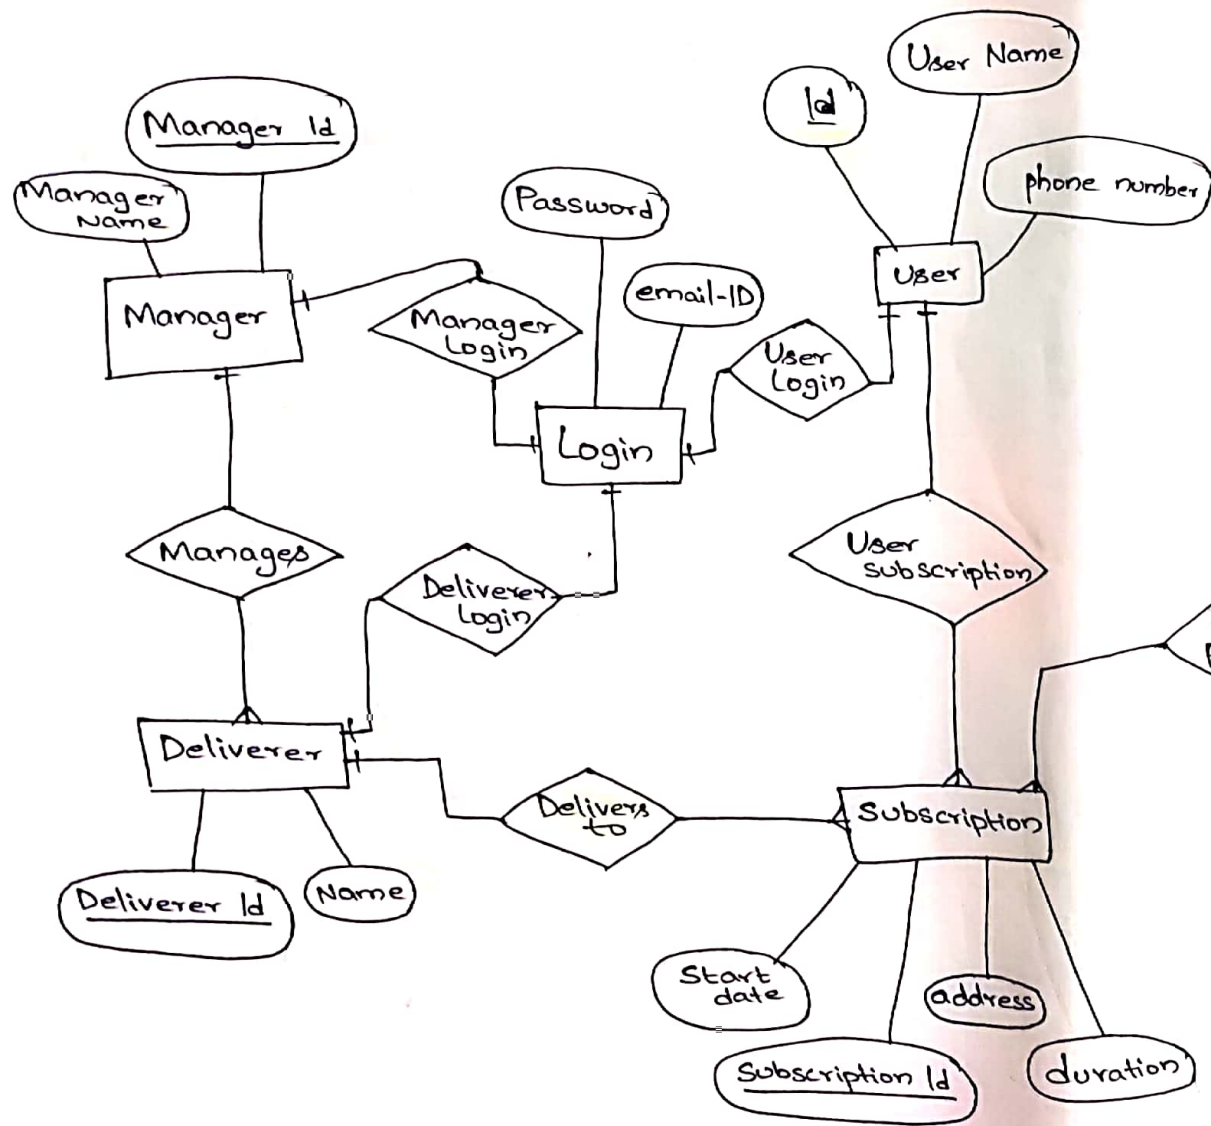 User Name
Id
Manager Id
phone number
Manager
Name
Password
User
email-ID
Manager
Manager
Login
User
Login
Login
Manages
User
subscription
Deliverer
Login
Deliverer
Delivers
to
Subscription
Deliverer Id
Name
Start
date
address
Subscription Id
duration